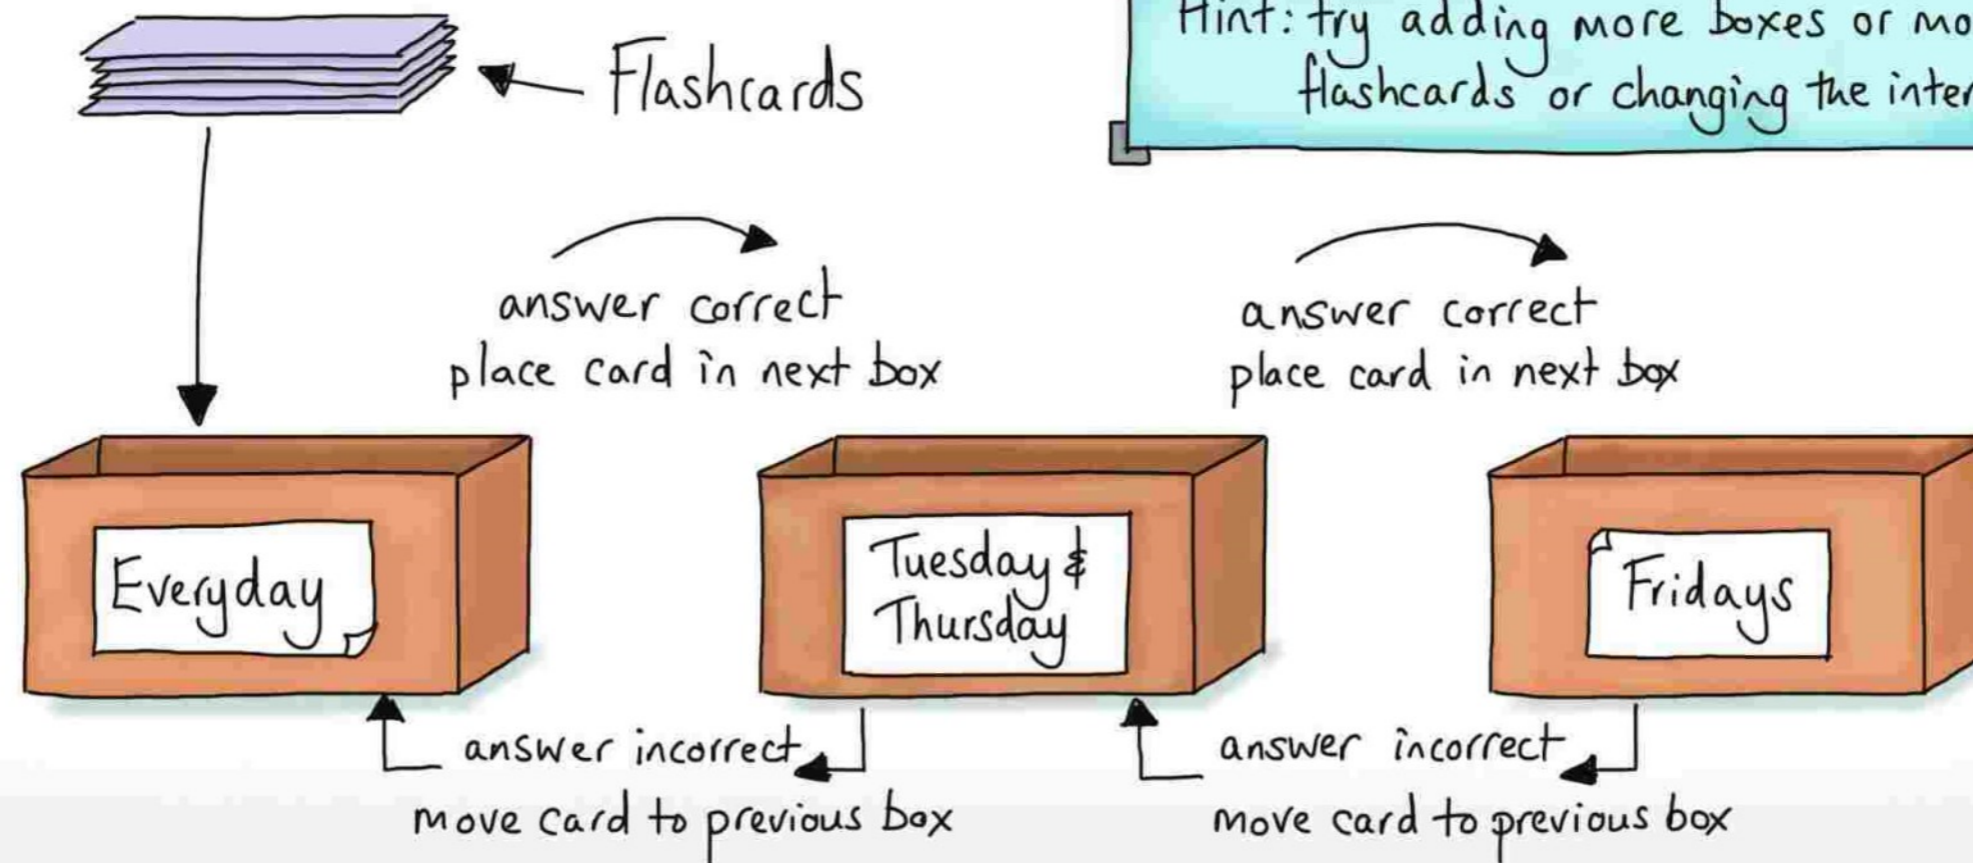 Hint: try adding more boxes or mo
flashcards or changing the inter
Flashcards
answer correct
place card in next box
answer correct
place card in next box
Everyday
Tuesday &
Thursday
Fridays
answer incorrect
move card to previous box
answer incorrect
move card to previous box